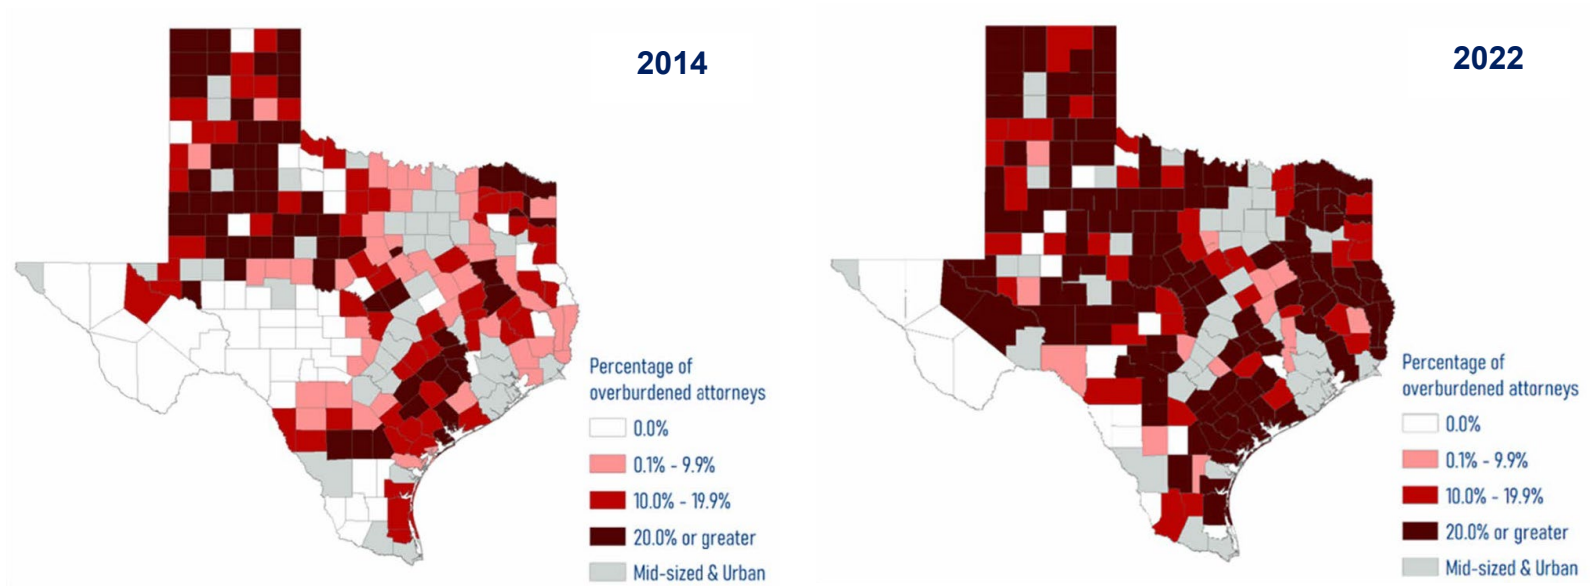 2014
Percentage of
overburdened attorneys
0.0%
0.1% - 9.9%
10.0% - 19.9%
20.0% or greater
Mid-sized & Urban
2022
Percentage of
overburdened attorneys
0.0%
0.1% - 9.9%
10.0% - 19.9%
20.0% or greater
Mid-sized & Urban